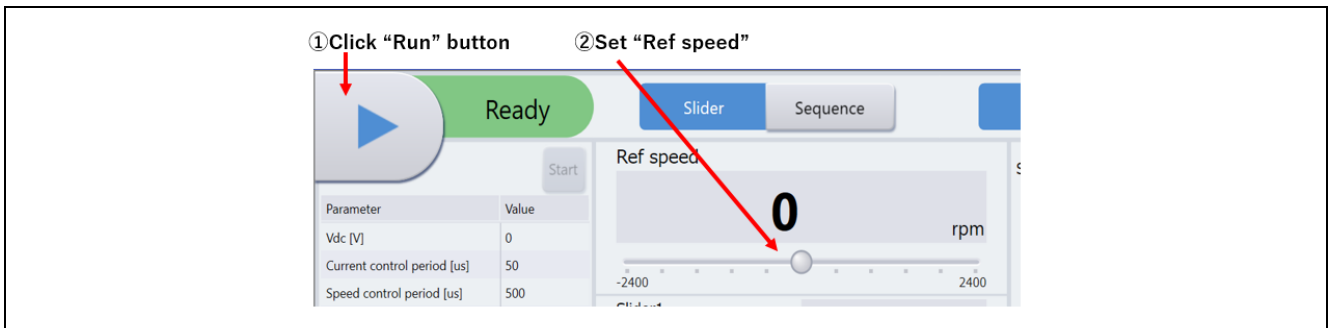 ①Click “Run” button
②Set “Ref speed”
Ready
Slider
Sequence
Start
Ref speed
0
rpm
-2400
2400
Parameter Value
Vdc [V] 0
Current control period [us] 50
Speed control period [us] 500